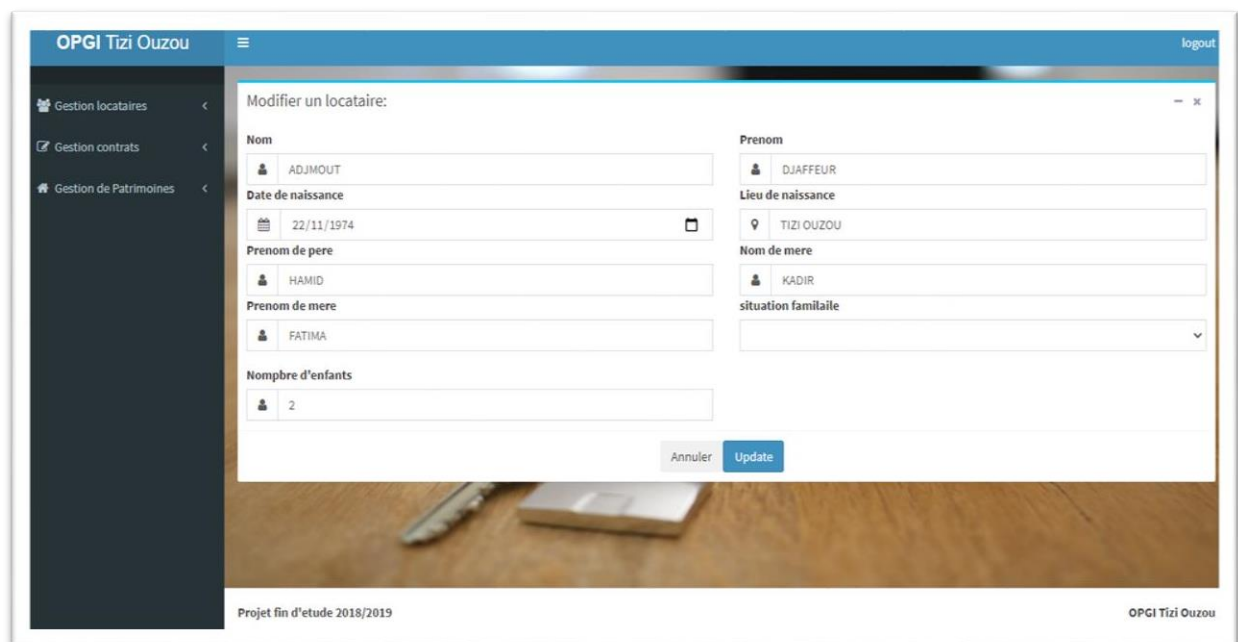 OPGI Tizi Ouzou
logout
Gestion locataires
Gestion contrats
Gestion de Patrimoines
Modifier un locataire:
Nom
Prenom
ADJMOUT
DJAFFEUR
Date de naissance
Lieu de naissance
22/11/1974
TIZI OUZOU
Prenom de pere
Nom de mere
HAMID
KADIR
Prenom de mere
situation familaile
FATIMA
Nompbre d'enfants
2
Annuler
Update
Projet fin d'etude 2018/2019
OPGI Tizi Ouzou